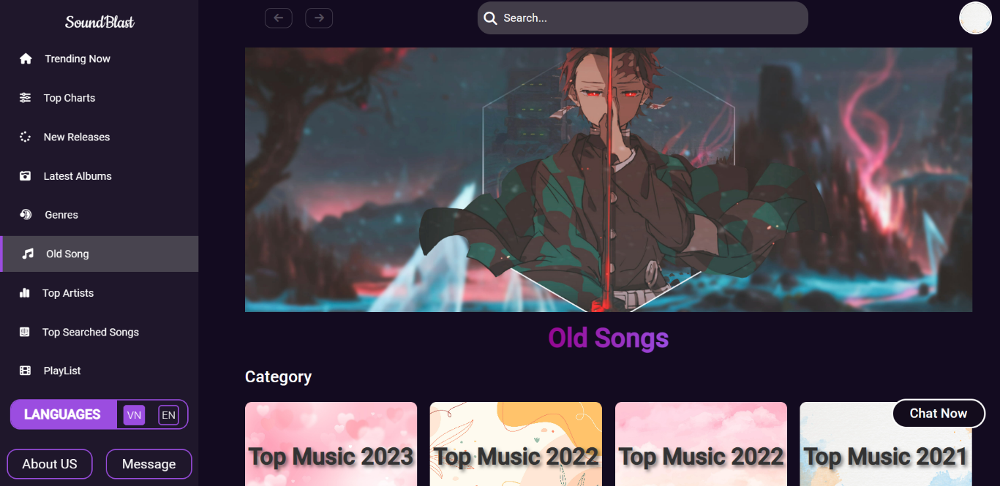 SoundBlast
Search...
Trending Now
Top Charts
New Releases
Latest Albums
Genres
Old Song
Top Artists
Top Searched Songs
PlayList
LANGUAGES VN EN
About US Message
Old Songs
Category
Top Music 2023 Top Music 2022 Top Music 2022 Top Music 2021
Chat Now